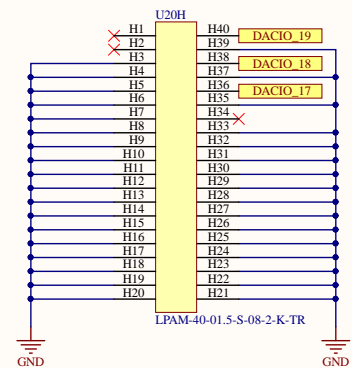 U20H
H1 H40 DACIO_19
H2 H39
H3 H38 DACIO_18
H4 H37
H5 H36 DACIO_17
H6 H35
H7 H34
H8 H33
H9 H32
H10 H31
H11 H30
H12 H29
H13 H28
H14 H27
H15 H26
H16 H25
H17 H24
H18 H23
H19 H22
H20 H21
LPAM-40-01.5-S-08-2-K-TR
GND GND